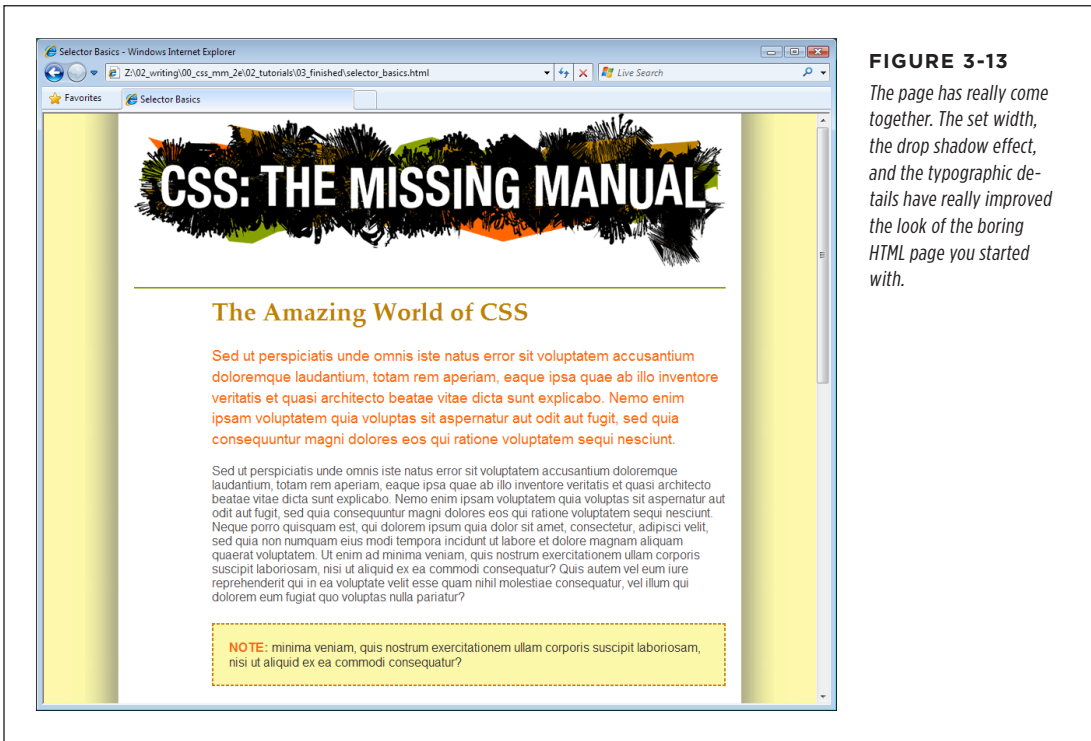 Selector Basics - Windows Internet Explorer
Z:\02_writing\00_css_mm_2e\02_tutorials\03_finished\selector_basics.html
Live Search
Favorites
Selector Basics
CSS: THE MISSING MANUAL
The Amazing World of CSS
Sed ut perspiciatis unde omnis iste natus error sit voluptatem accusantium
doloremque laudantium, totam rem aperiam, eaque ipsa quae ab illo inventore
veritatis et quasi architecto beatae vitae dicta sunt explicabo. Nemo enim
ipsam voluptatem quia voluptas sit aspernatur aut odit aut fugit, sed quia
consequuntur magni dolores eos qui ratione voluptatem sequi nesciunt.
Sed ut perspiciatis unde omnis iste natus error sit voluptatem accusantium doloremque
laudantium, totam rem aperiam, eaque ipsa quae ab illo inventore veritatis et quasi architecto
beatae vitae dicta sunt explicabo. Nemo enim ipsam voluptatem quia voluptas sit aspernatur aut
odit aut fugit, sed quia consequuntur magni dolores eos qui ratione voluptatem sequi nesciunt.
Neque porro quisquam est, qui dolorem ipsum quia dolor sit amet, consectetur, adipisci velit,
sed quia non numquam eius modi tempora incidunt ut labore et dolore magnam aliquam
quaerat voluptatem. Ut enim ad minima veniam, quis nostrum exercitationem ullam corporis
suscipit laboriosam, nisi ut aliquid ex ea commodi consequatur? Quis autem vel eum iure
reprehenderit qui in ea voluptate velit esse quam nihil molestiae consequatur, vel illum qui
dolorem eum fugiat quo voluptas nulla pariatur?
NOTE: minima veniam, quis nostrum exercitationem ullam corporis suscipit laboriosam,
nisi ut aliquid ex ea commodi consequatur?
FIGURE 3-13
The page has really come
together. The set width,
the drop shadow effect,
and the typographic de-
tails have really improved
the look of the boring
HTML page you started
with.